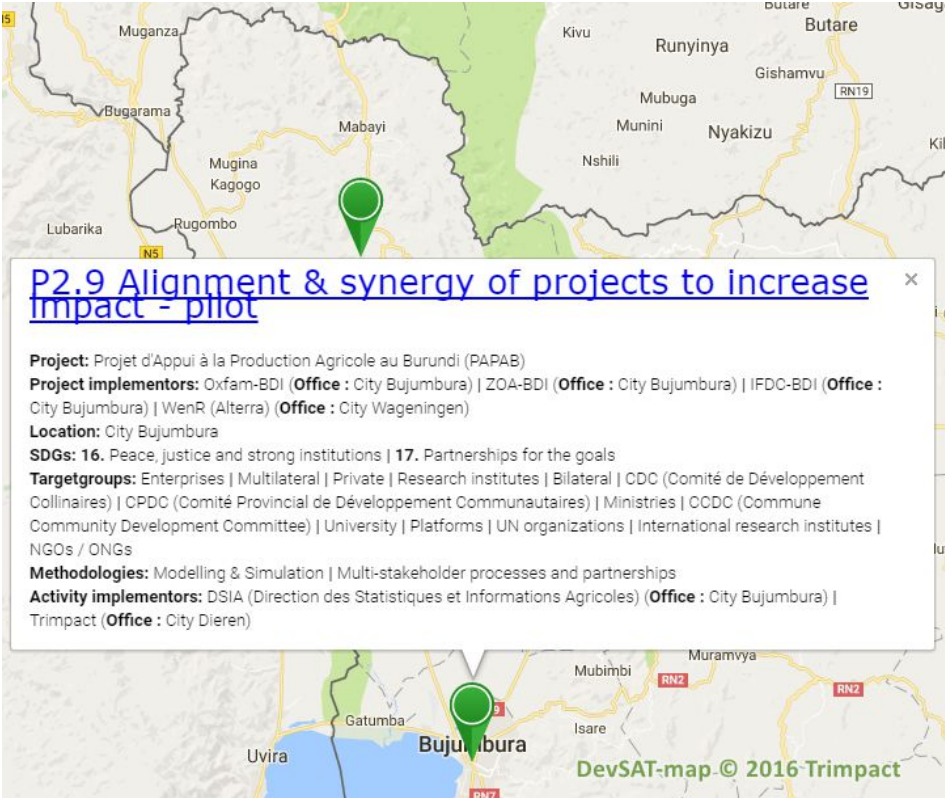 Butare
Muganza
Kivu
Butare
Runyinya
Gishamvu
RN19
Mubuga
Bugarama
Mabayi
Munini
Nyakizu
Mugina
Kagogo
Nshili
Lubarika
Rugombo
N5
P2.9 Alignment & synergy of projects to increase
impact - pilot
×
Project: Projet d'Appui à la Production Agricole au Burundi (PAPAB)
Project implementors: Oxfam-BDI (Office : City Bujumbura) | ZOA-BDI (Office : City Bujumbura) | IFDC-BDI (Office :
City Bujumbura) | WenR (Alterra) (Office : City Wageningen)
Location: City Bujumbura
SDGs: 16. Peace, justice and strong institutions | 17. Partnerships for the goals
Targetgroups: Enterprises | Multilateral | Private | Research institutes | Bilateral | CDC (Comité de Développement
Collinaires) | CPDC (Comité Provincial de Développement Communautaires) | Ministries | CCDC (Commune
Community Development Committee) | University | Platforms | UN organizations | International research institutes |
NGOs / ONGs
Methodologies: Modelling & Simulation | Multi-stakeholder processes and partnerships
Activity implementors: DSIA (Direction des Statistiques et Informations Agricoles) (Office : City Bujumbura) |
Trimpact (Office : City Dieren)
Muramvya
Mubimbi
RN2
RN2
Gatumba
Isare
Uvira
Bujumbura
DevSAT-map © 2016 Trimpact
RN7